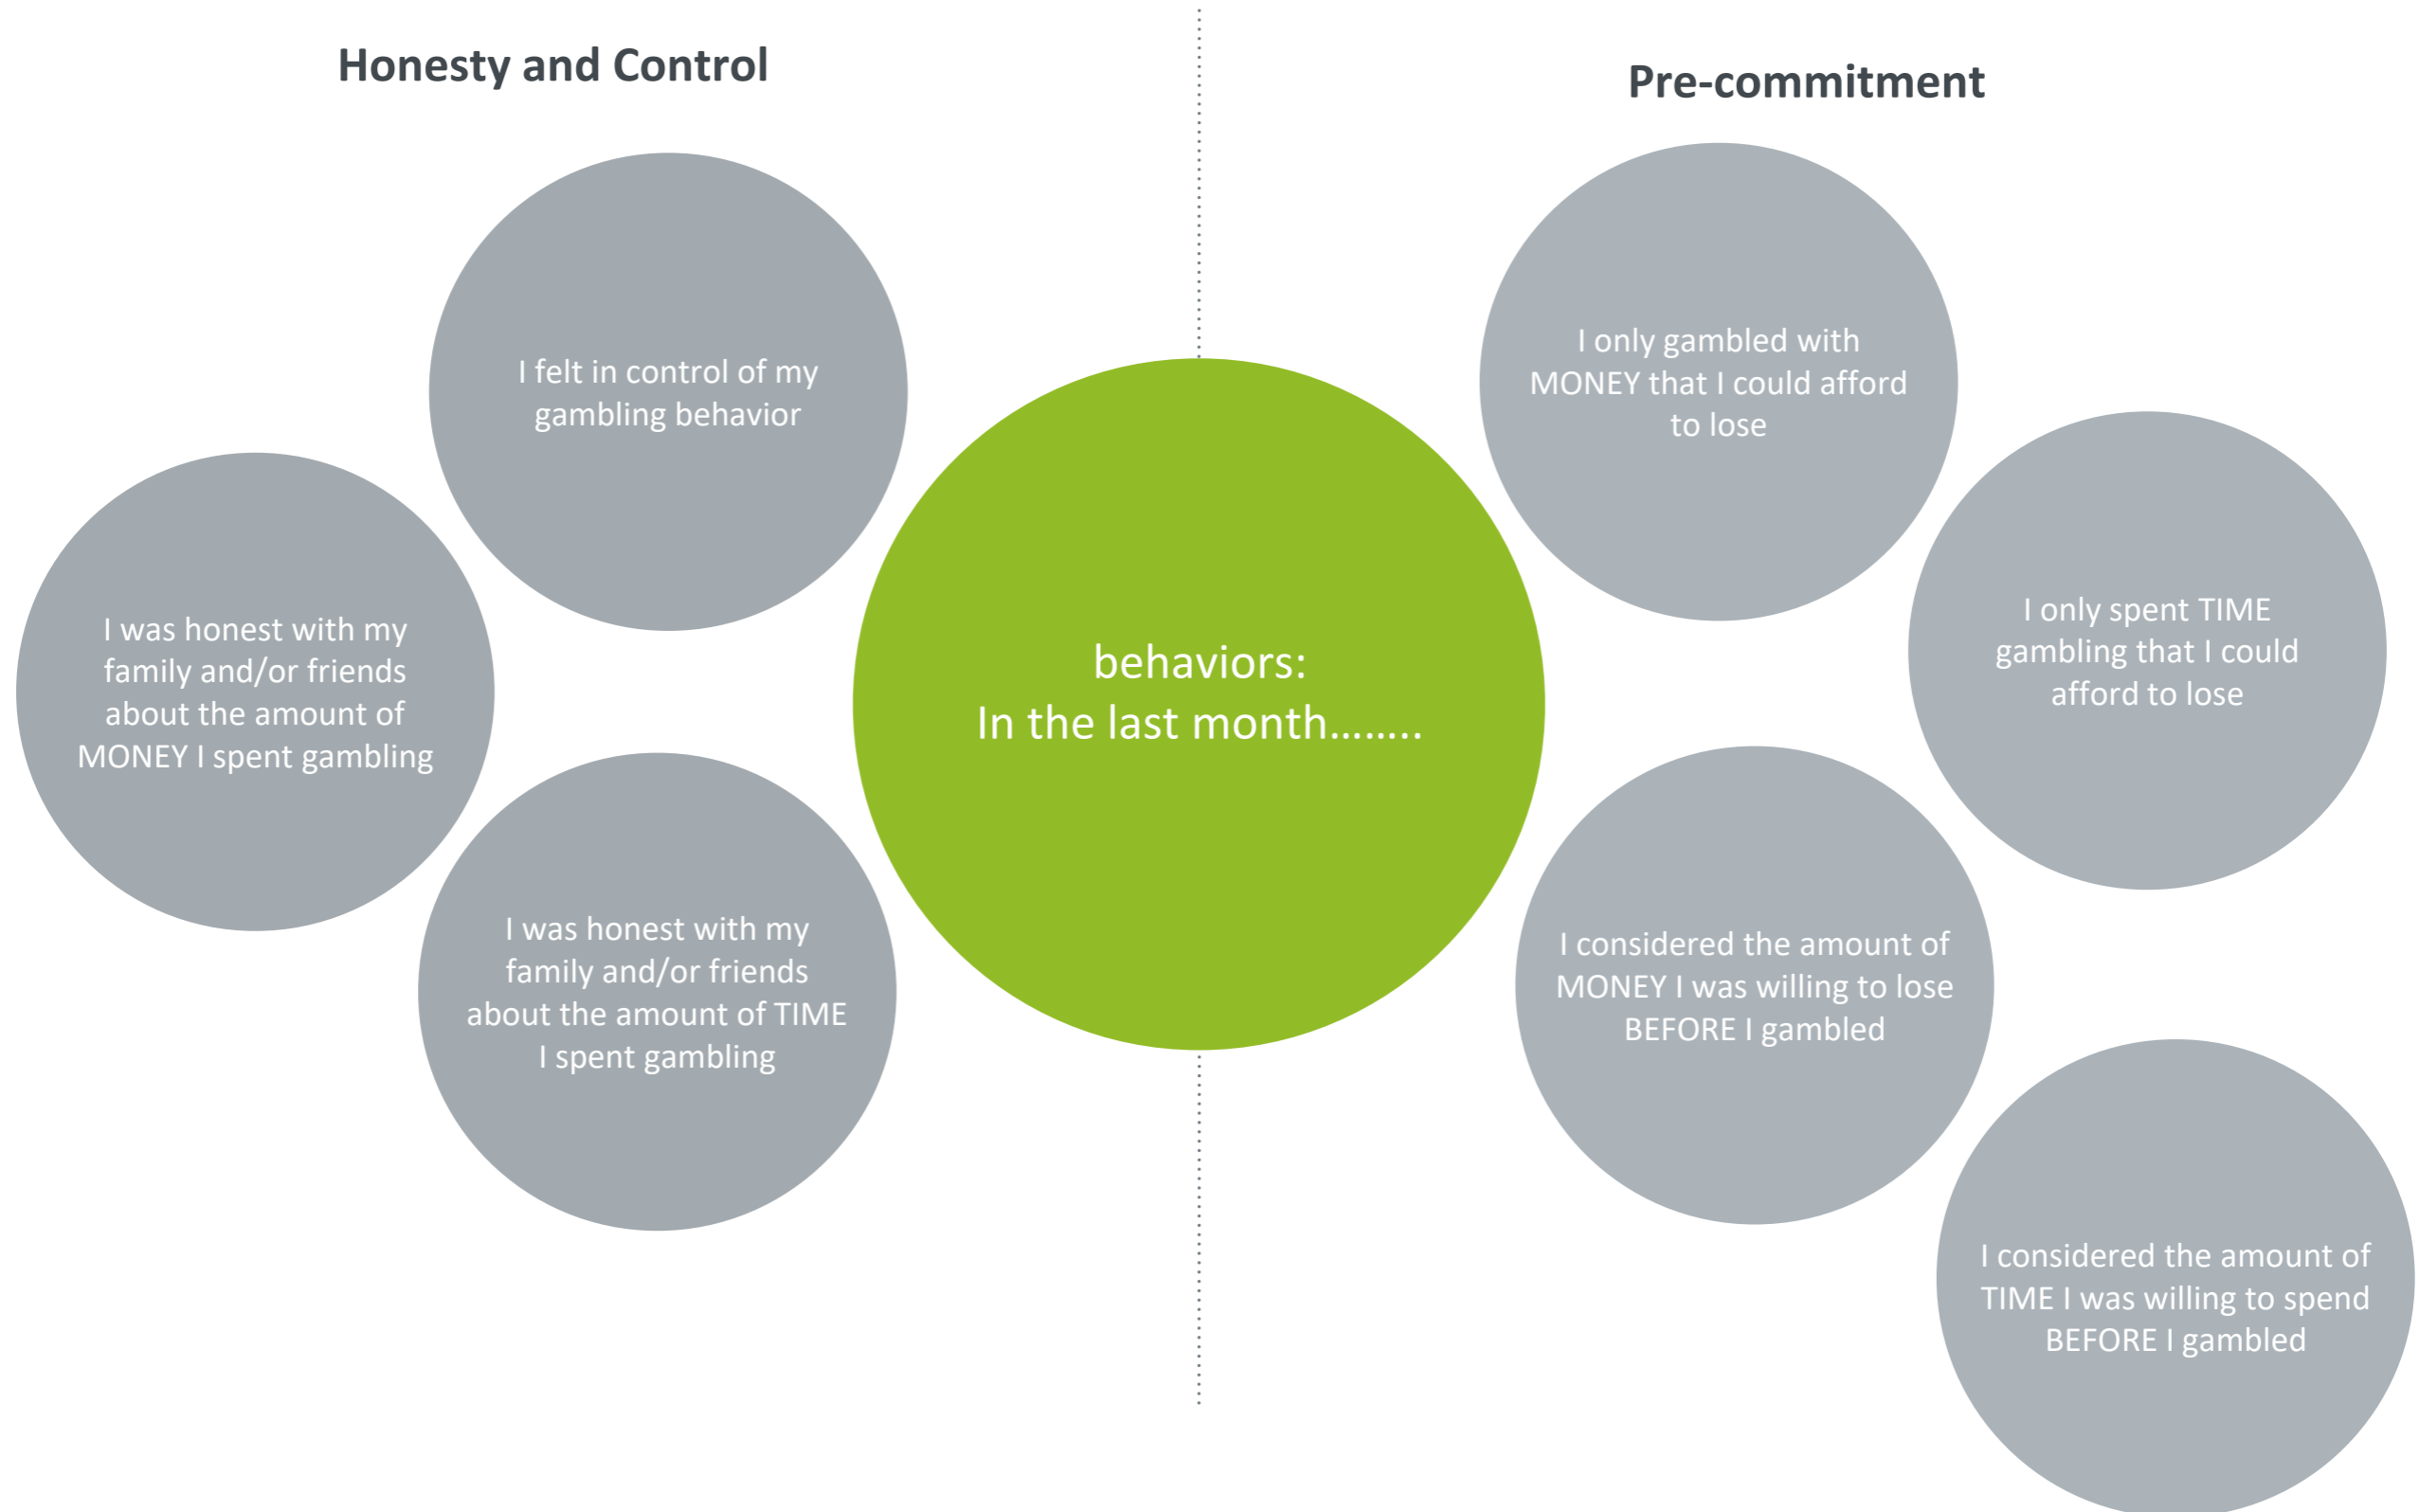 Honesty and Control
I felt in control of my
gambling behavior
I was honest with my
family and/or friends
about the amount of
MONEY I spent gambling
I was honest with my
family and/or friends
about the amount of TIME
I spent gambling
behaviors:
In the last month........
Pre-commitment
I only gambled with
MONEY that I could afford
to lose
I only spent TIME
gambling that I could
afford to lose
I considered the amount of
MONEY I was willing to lose
BEFORE I gambled
I considered the amount of
TIME I was willing to spend
BEFORE I gambled